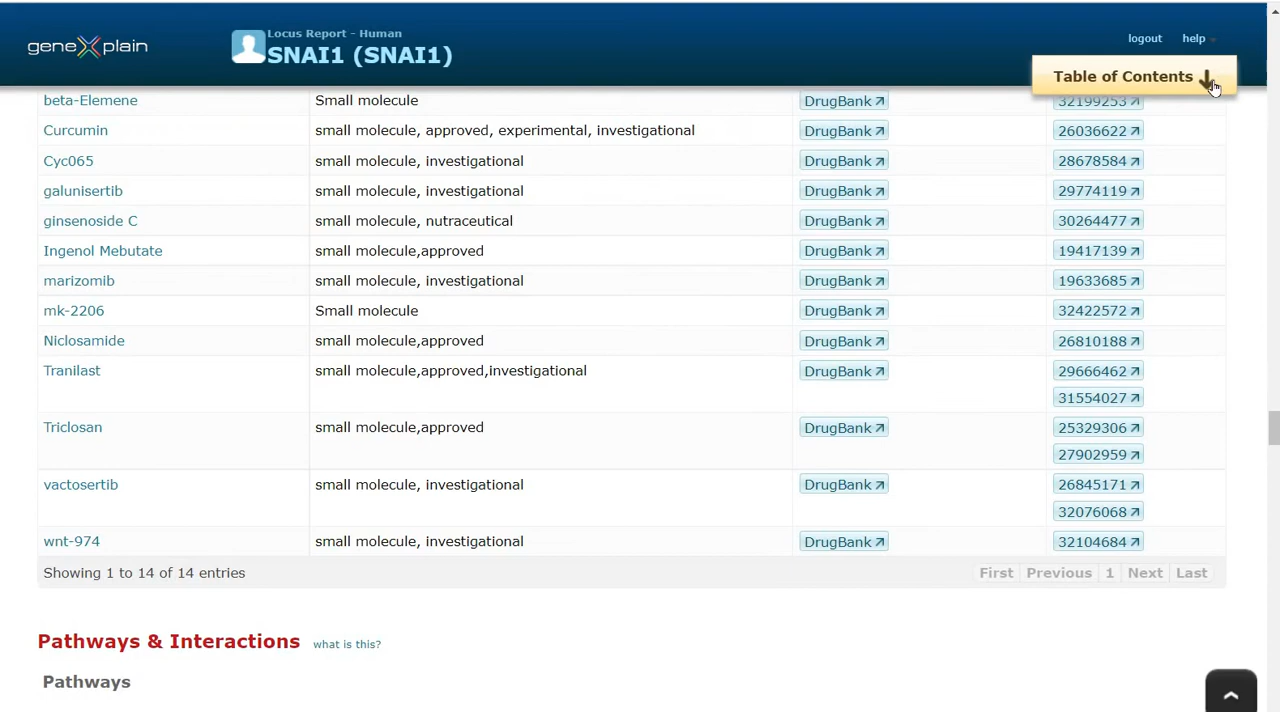 geneXplain
Locus Report - Human
SNAI1 (SNAI1)
logout help
Table of Contents
beta-Elemene Small molecule DrugBank 32199253
Curcumin small molecule, approved, experimental, investigational DrugBank 26036622
Cyc065 small molecule, investigational DrugBank 28678584
galunisertib small molecule, investigational DrugBank 29774119
ginsenoside C small molecule, nutraceutical DrugBank 30264477
Ingenol Mebutate small molecule,approved DrugBank 19417139
marizomib small molecule, investigational DrugBank 19633685
mk-2206 Small molecule DrugBank 32422572
Niclosamide small molecule,approved DrugBank 26810188
Tranilast small molecule,approved,investigational DrugBank 29666462
31554027
Triclosan small molecule,approved DrugBank 25329306
27902959
vactosertib small molecule, investigational DrugBank 26845171
32076068
wnt-974 small molecule, investigational DrugBank 32104684
Showing 1 to 14 of 14 entries First Previous 1 Next Last
Pathways & Interactions what is this?
Pathways